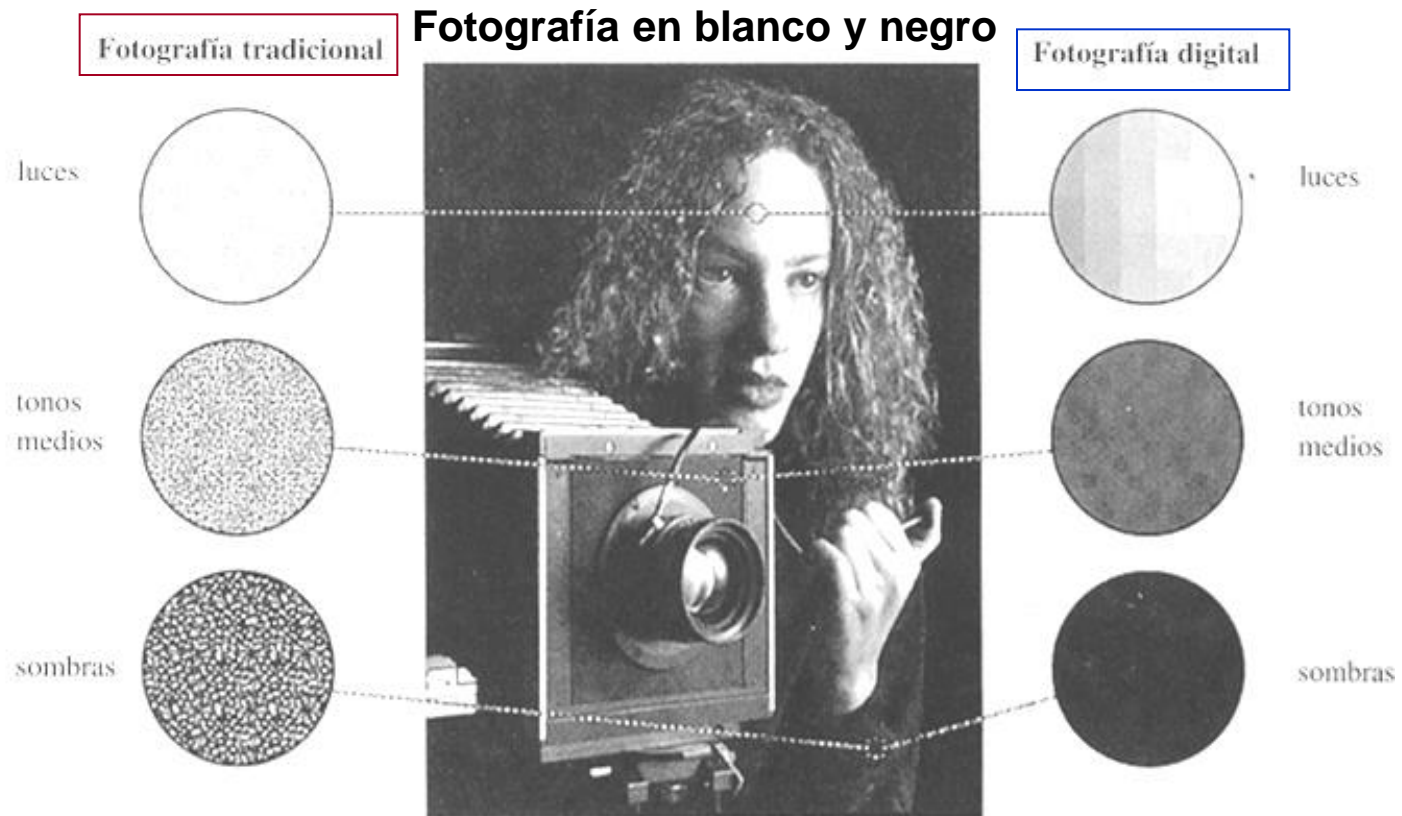 Fotografía en blanco y negro
Fotografía tradicional
Fotografía digital
luces
luces
tonos
medios
tonos
medios
sombras
sombras